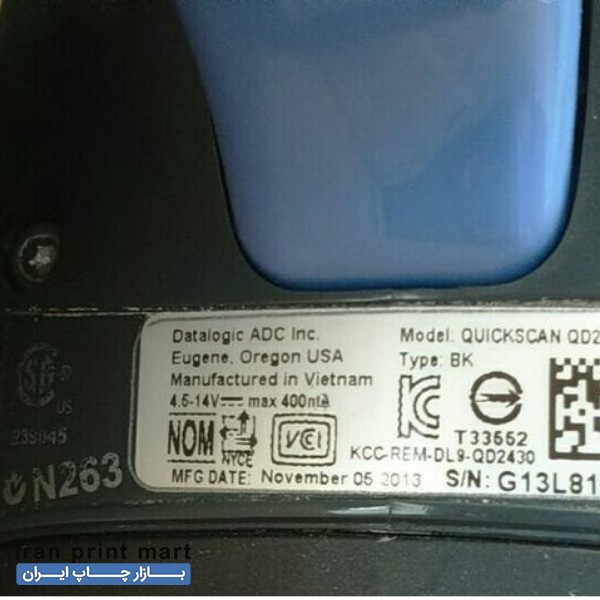 Datalogic ADC Inc.
Eugene, Oregon USA
Manufactured in Vietnam
4.5-14V⎓ max 400mA
Model: QUICKSCAN QD2
Type: BK
US
239045
N263
NOM
NYCE
VCI
KC
T33552
KCC-REM-DL9-QD2430
MFG DATE: November 05 2013
S/N: G13L81
Iran print mart
بازار چاپ ایران